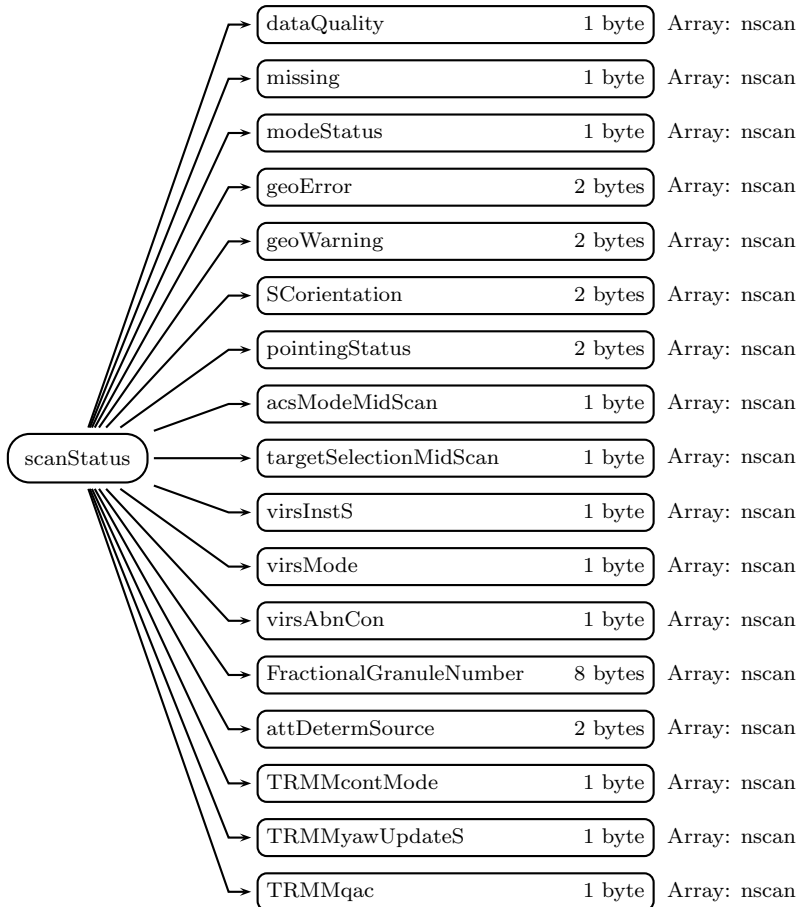 dataQuality 1 byte Array: nscan
missing 1 byte Array: nscan
modeStatus 1 byte Array: nscan
geoError 2 bytes Array: nscan
geoWarning 2 bytes Array: nscan
SCorientation 2 bytes Array: nscan
pointingStatus 2 bytes Array: nscan
acsModeMidScan 1 byte Array: nscan
scanStatus targetSelectionMidScan 1 byte Array: nscan
virsInstS 1 byte Array: nscan
virsMode 1 byte Array: nscan
virsAbnCon 1 byte Array: nscan
FractionalGranuleNumber 8 bytes Array: nscan
attDetermSource 2 bytes Array: nscan
TRMMcontMode 1 byte Array: nscan
TRMMyawUpdateS 1 byte Array: nscan
TRMMqac 1 byte Array: nscan